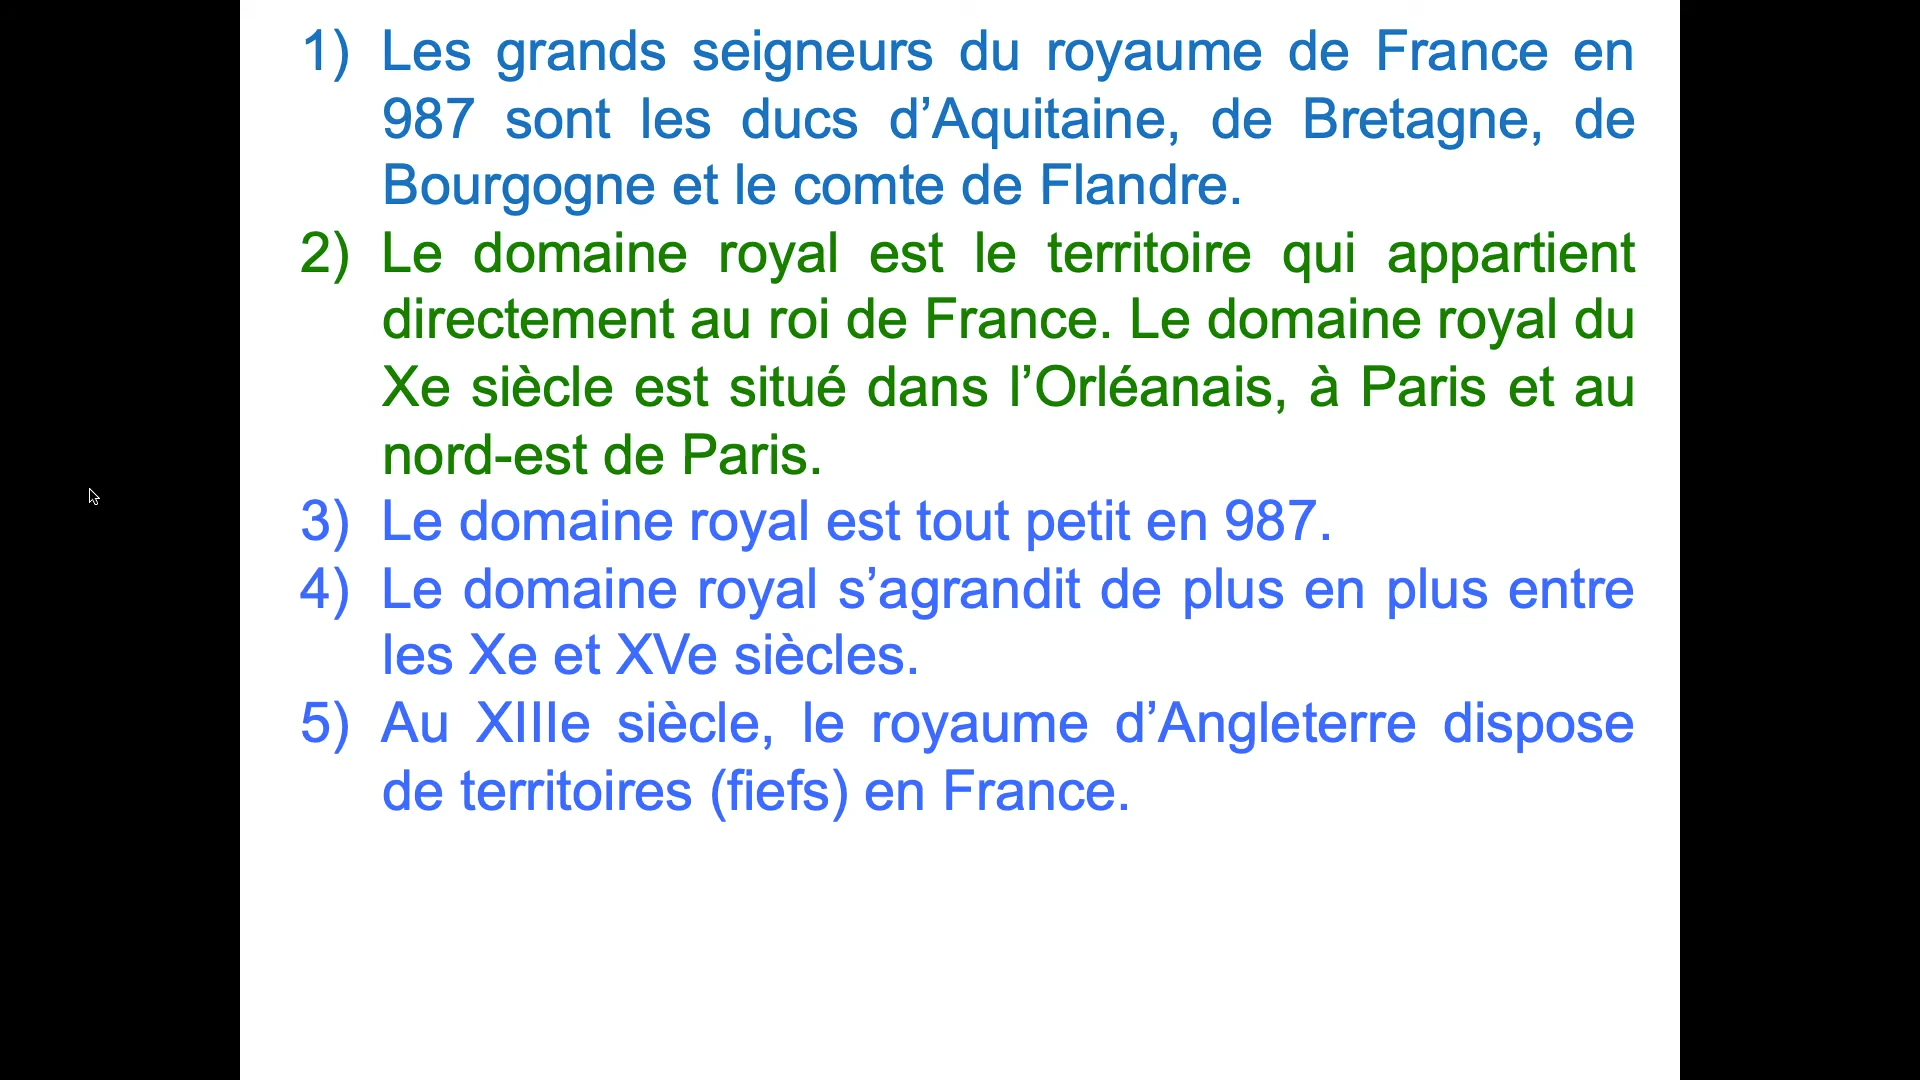 1) Les grands seigneurs du royaume de France en
987 sont les ducs d’Aquitaine, de Bretagne, de
Bourgogne et le comte de Flandre.
2) Le domaine royal est le territoire qui appartient
directement au roi de France. Le domaine royal du
Xe siècle est situé dans l’Orléanais, à Paris et au
nord-est de Paris.
3) Le domaine royal est tout petit en 987.
4) Le domaine royal s’agrandit de plus en plus entre
les Xe et XVe siècles.
5) Au XIIIe siècle, le royaume d’Angleterre dispose
de territoires (fiefs) en France.